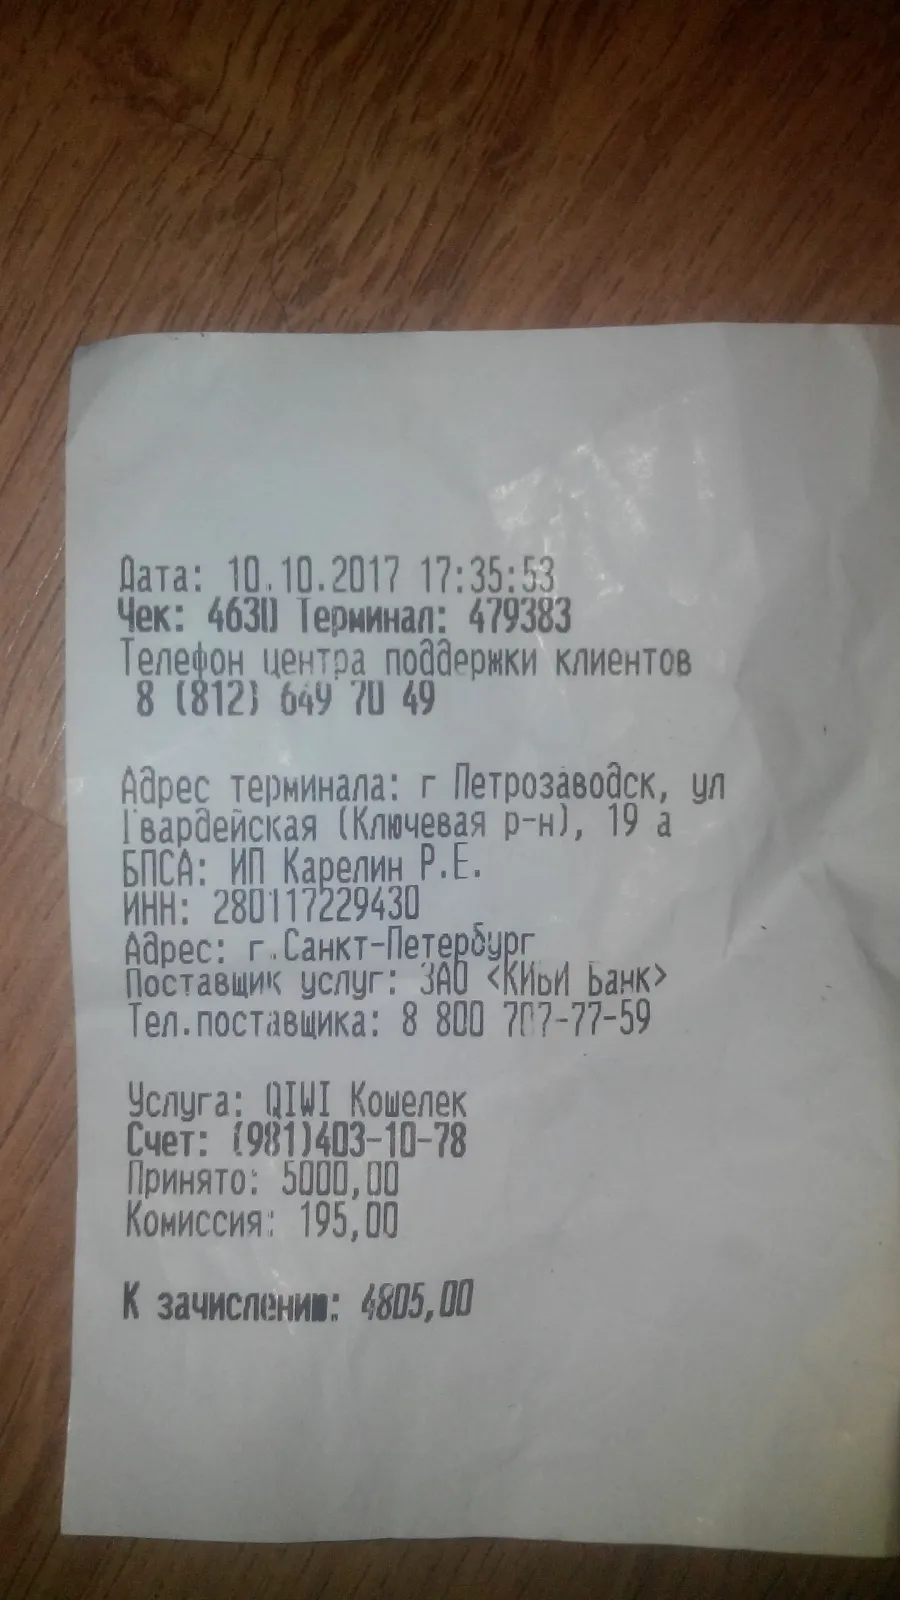 Дата: 10.10.2017 17:35:53
Чек: 4630 Терминал: 479383
Телефон центра поддержки клиентов
8 (812) 649 70 49
Адрес терминала: г Петрозаводск, ул
Гвардейская (Ключевая р-н), 19 а
БПСА: ИП Карелин Р.Е.
ИНН: 280117229430
Адрес: г.Санкт-Петербург
Поставщик услуг: ЗАО <КИВИ Банк>
Тел.поставщика: 8 800 707-77-59
Услуга: QIWI Кошелек
Счет: (981)403-10-78
Принято: 5000,00
Комиссия: 195,00
К зачислению: 4805,00